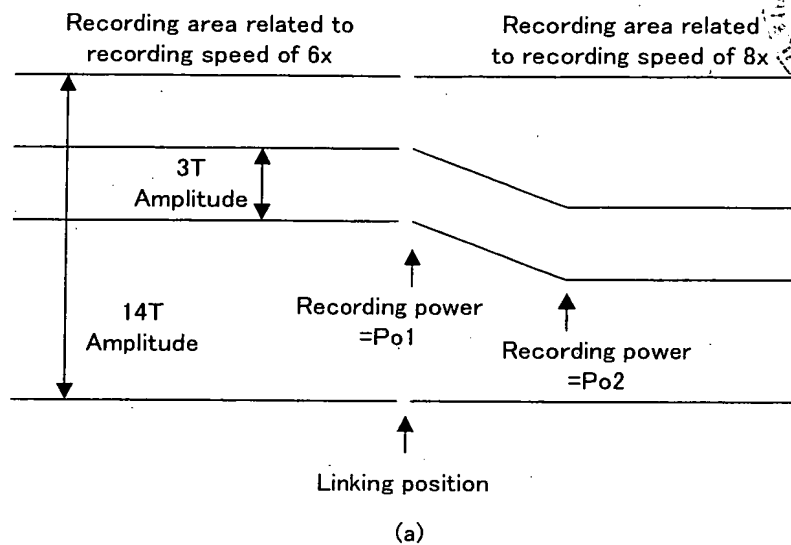 Recording area related to
recording speed of 6x
Recording area related
to recording speed of 8x
3T
Amplitude
14T
Amplitude
Recording power
=Po1
Recording power
=Po2
Linking position
(a)